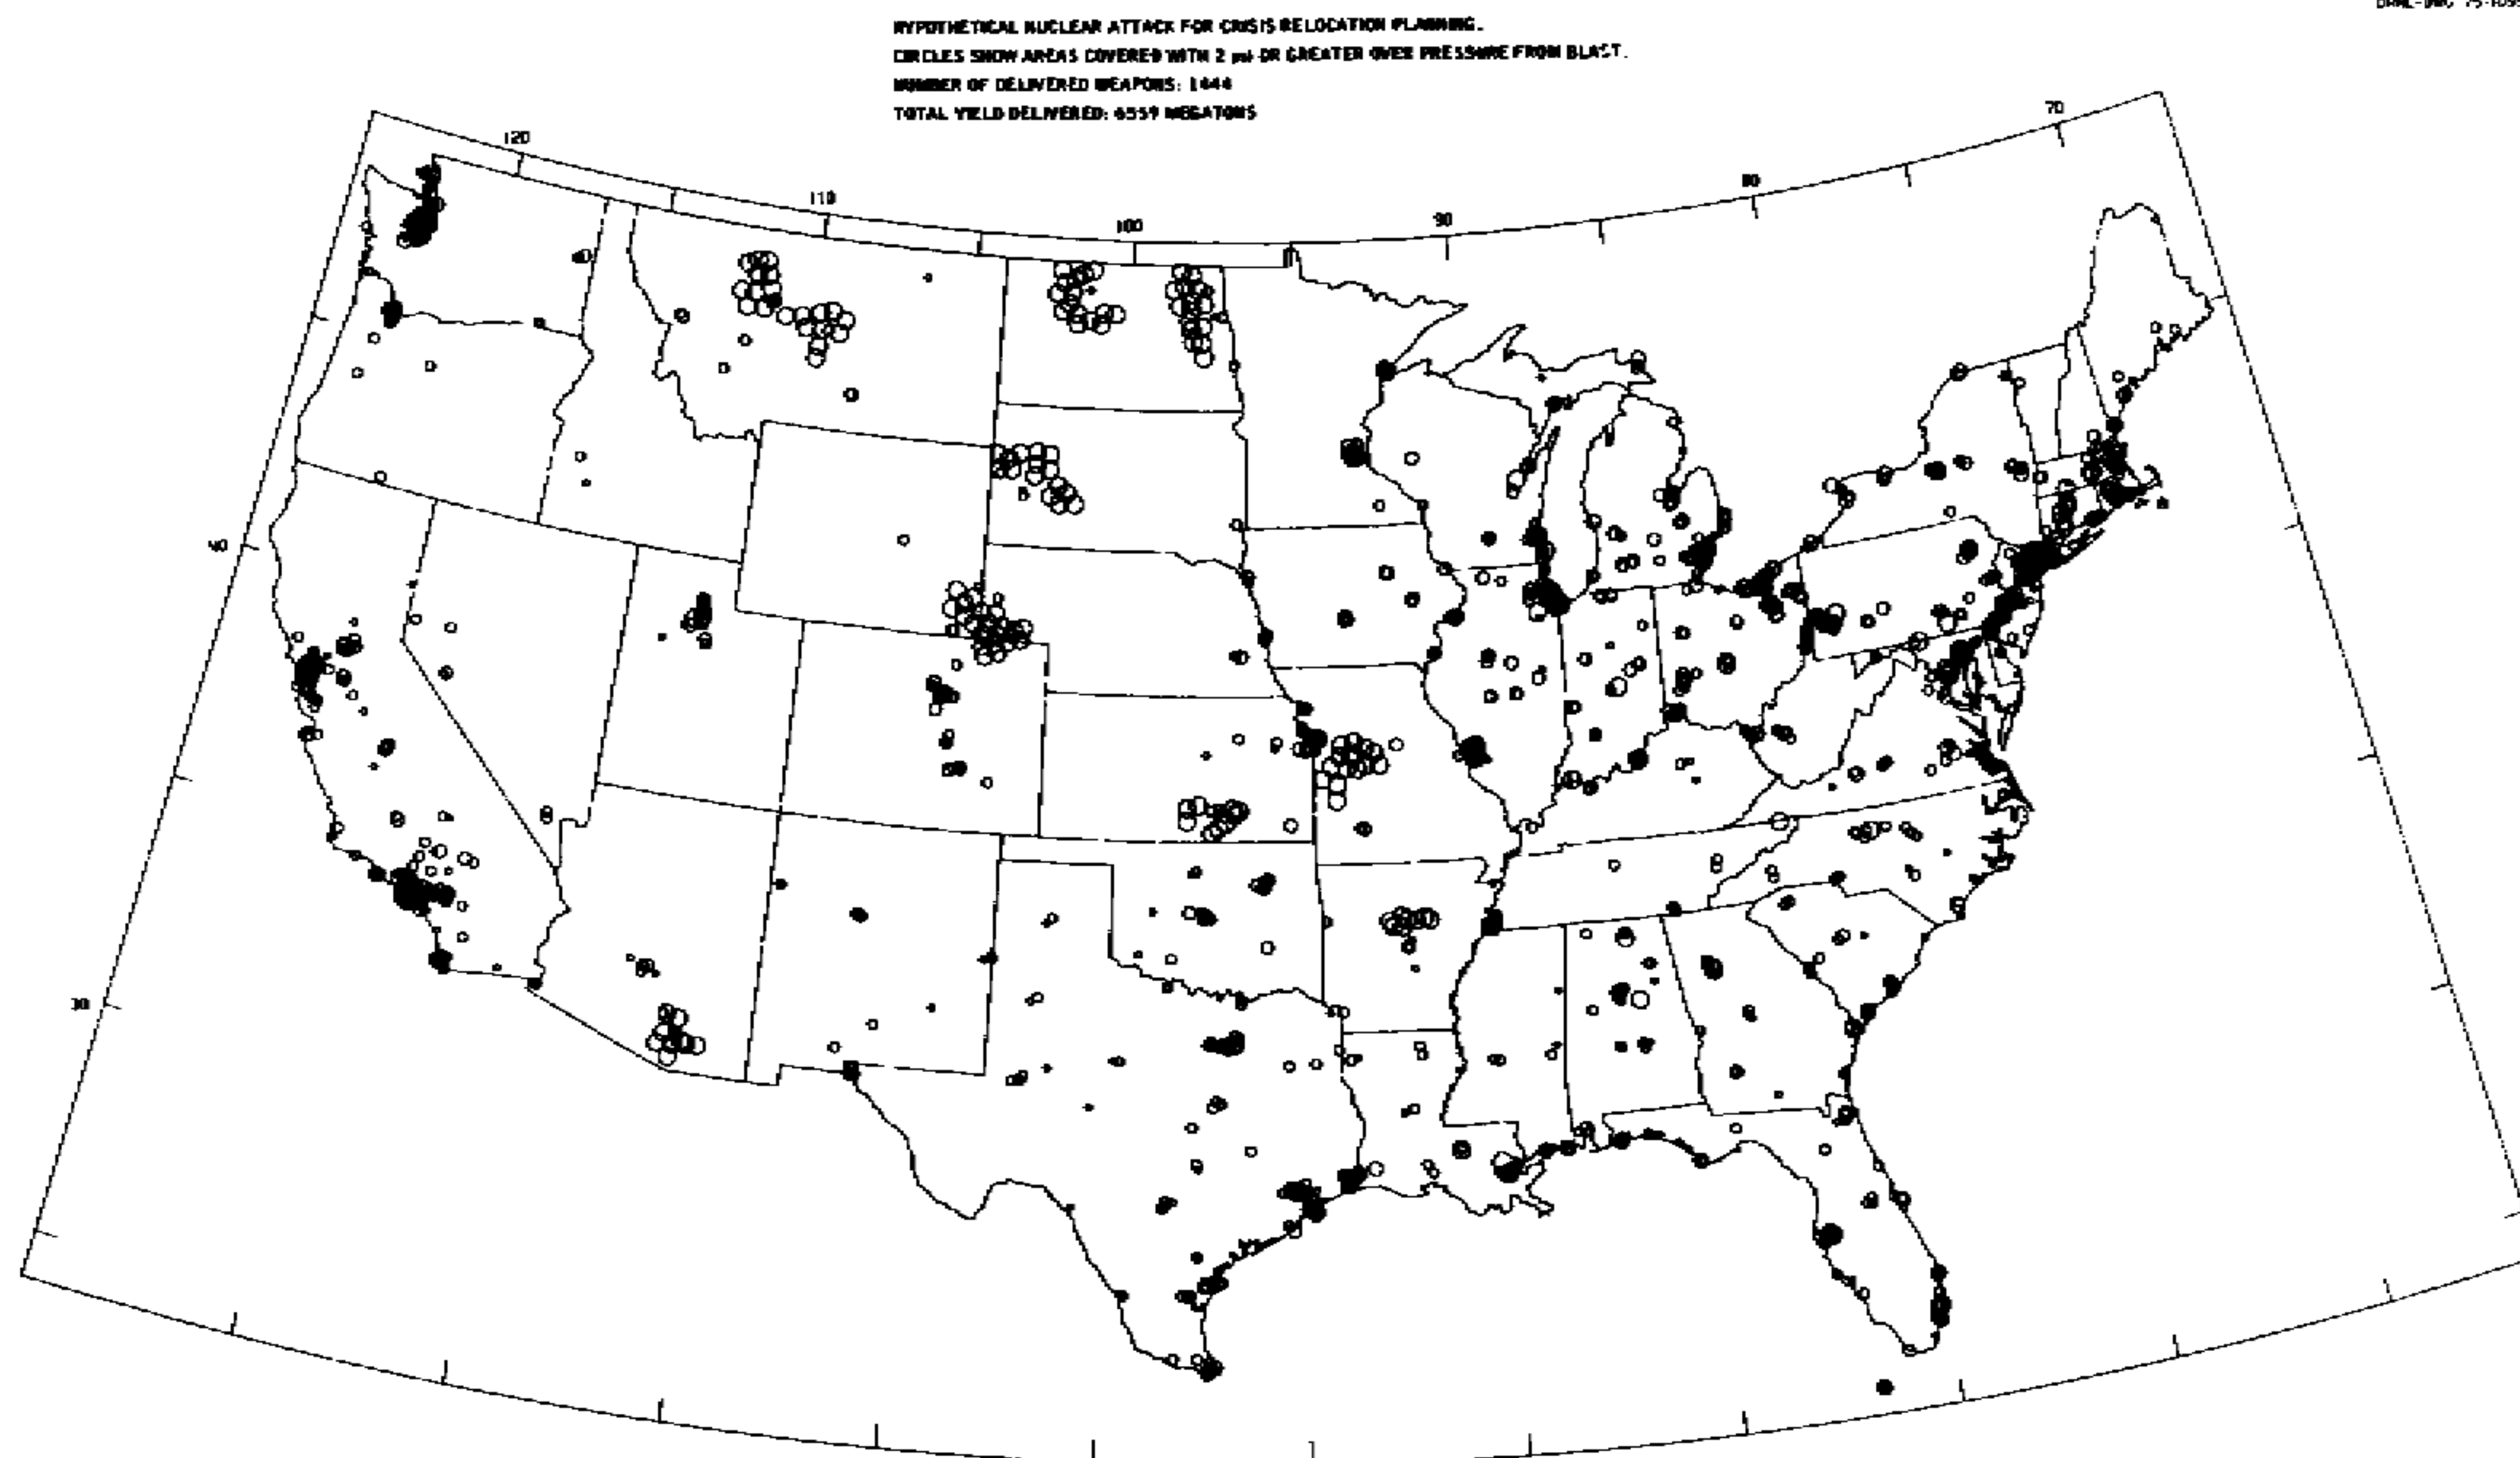 HYPOTHETICAL NUCLEAR ATTACK FOR CRISIS RELOCATION PLANNING.
CIRCLES SHOW AREAS COVERED WITH 2 psi OR GREATER OVER PRESSURE FROM BLAST.
NUMBER OF DELIVERED WEAPONS: 1444
TOTAL YIELD DELIVERED: 6559 MEGATONS
70
120
80
110
90
100
40
30